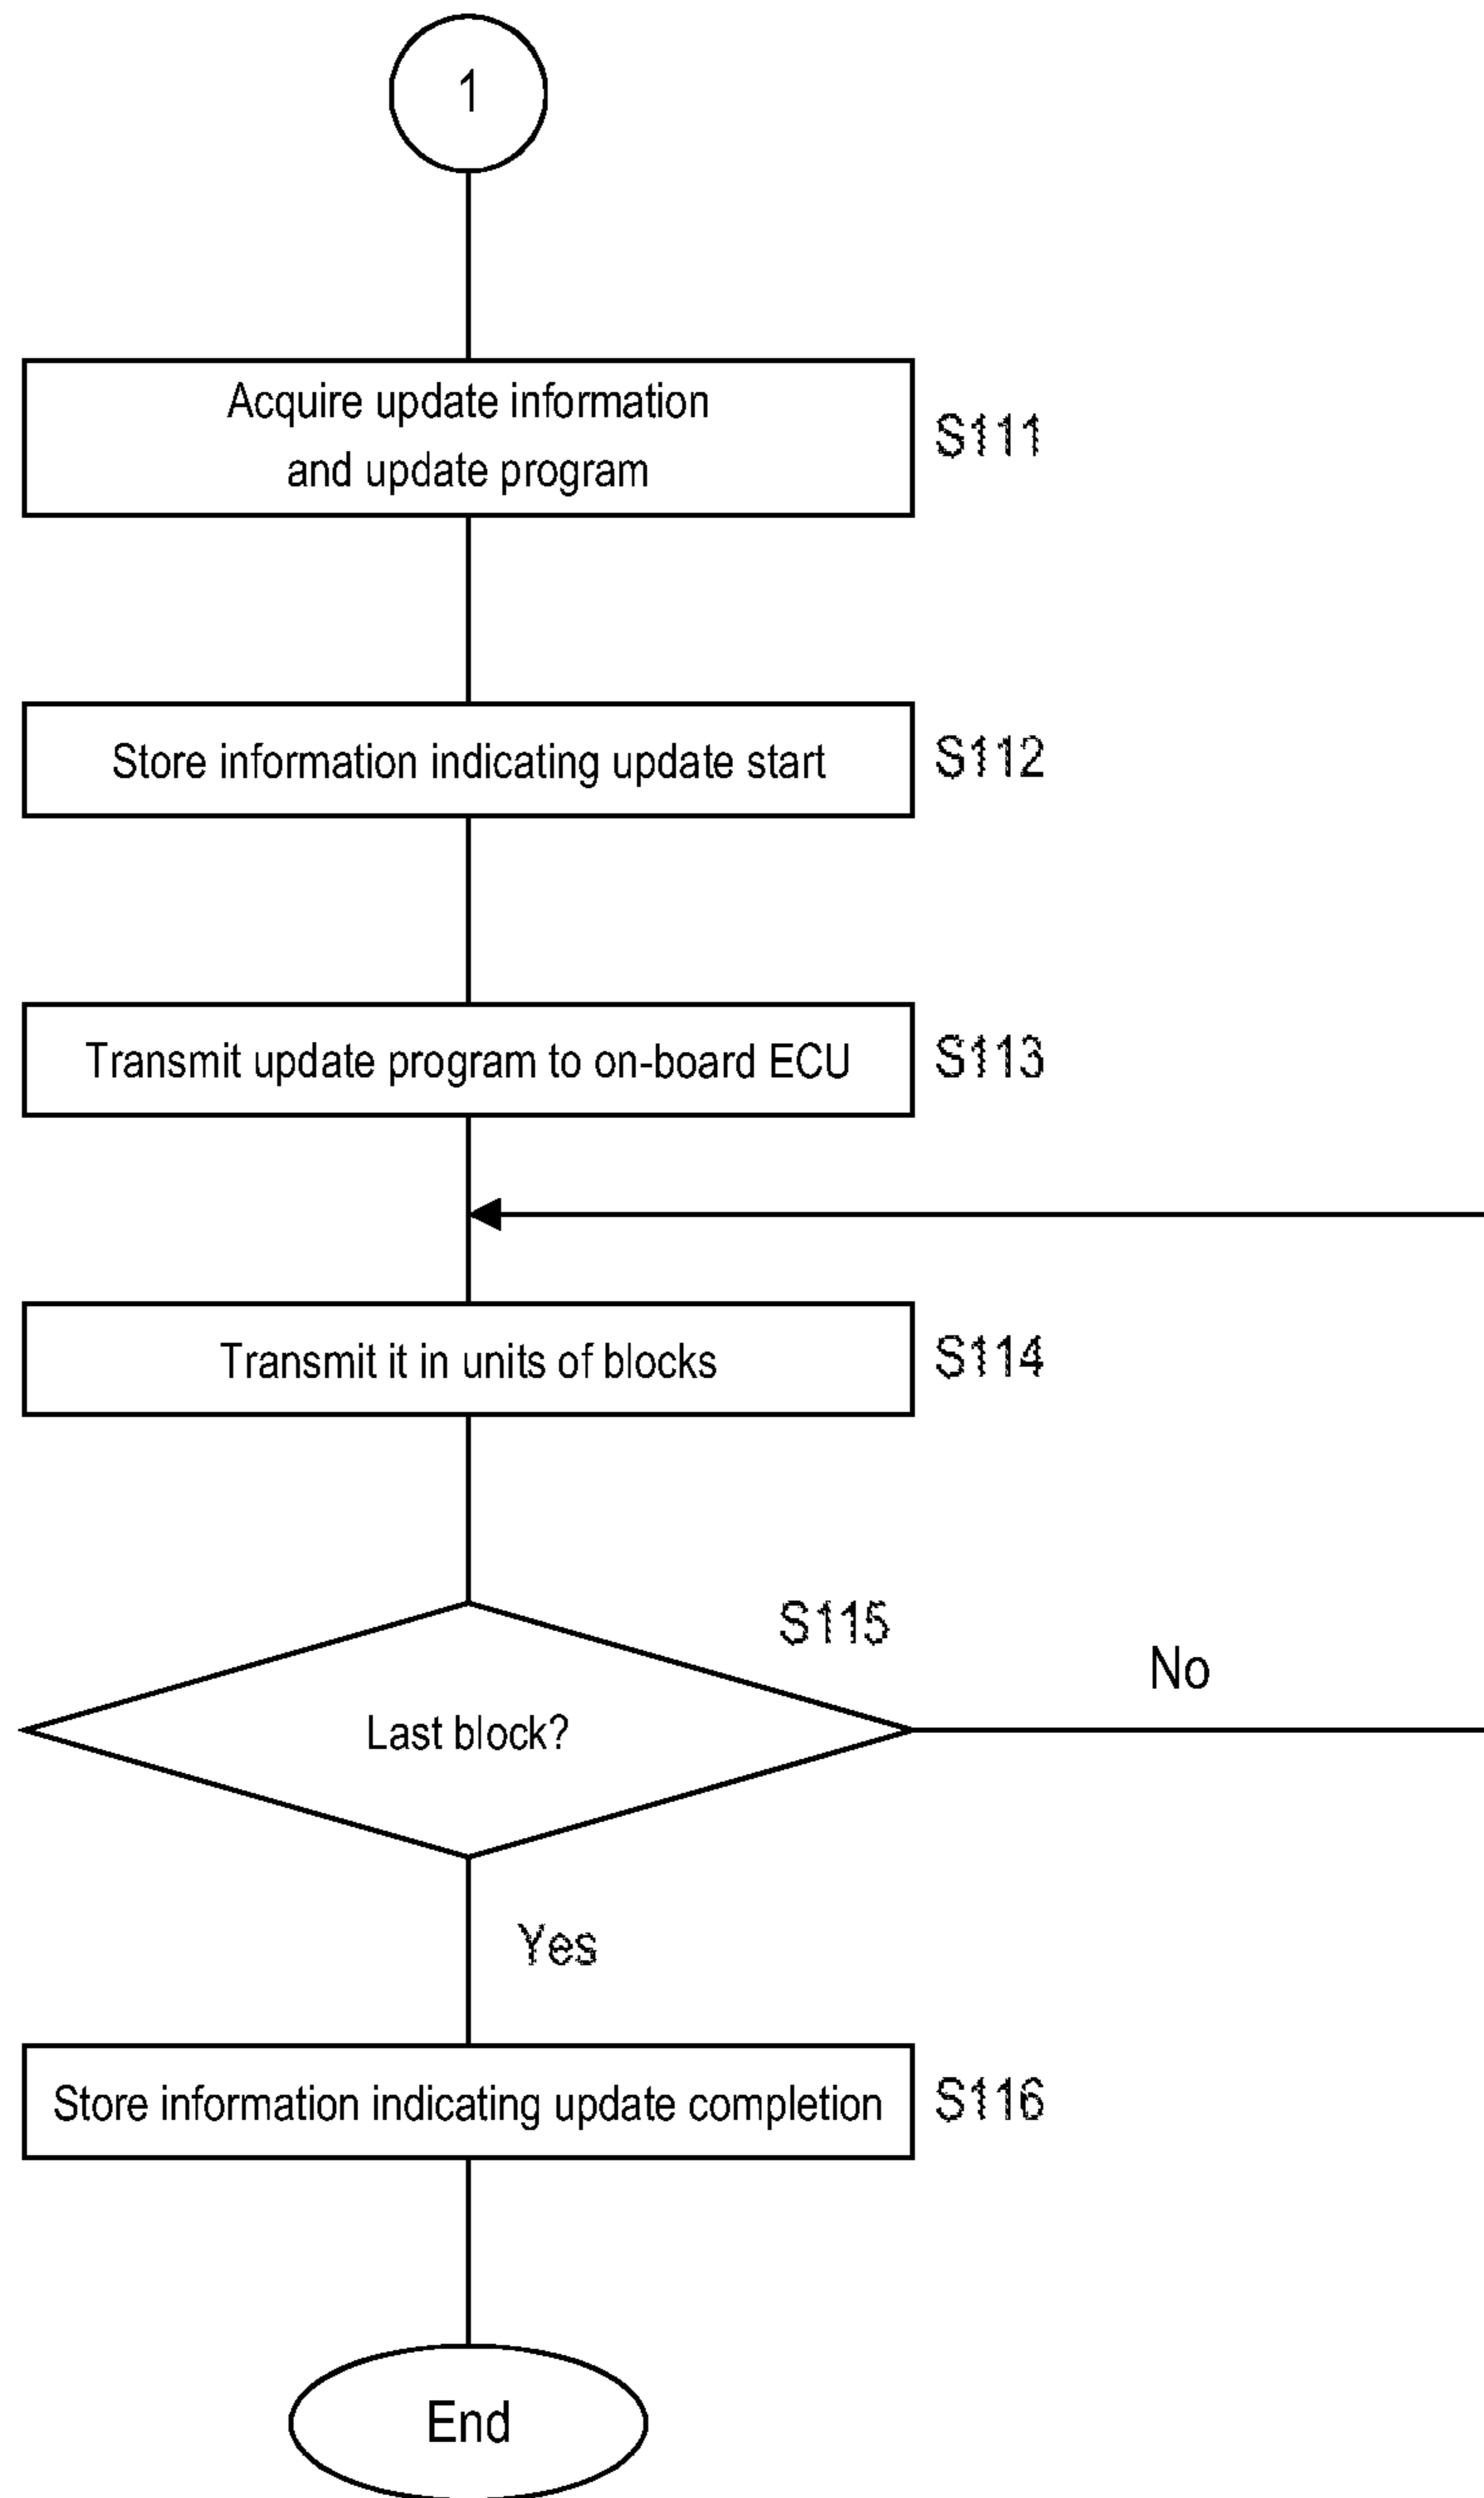 1
Acquire update information
and update program
S111
Store information indicating update start
S112
Transmit update program to on-board ECU
S113
Transmit it in units of blocks
S114
S115
No
Last block?
Yes
Store information indicating update completion
S116
End